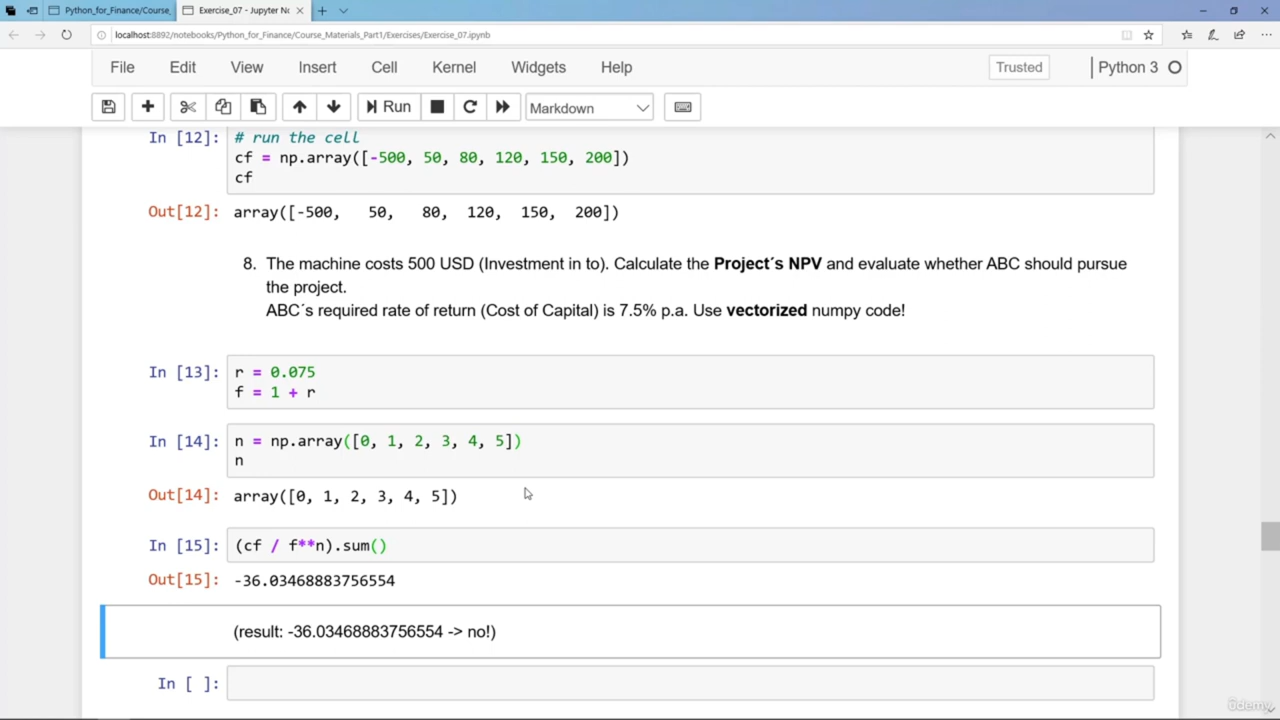 Python_for_Finance/Course_
Exercise_07 - Jupyter No
localhost:8892/notebooks/Python_for_Finance/Course_Materials_Part1/Exercises/Exercise_07.ipynb
File Edit View Insert Cell Kernel Widgets Help Trusted Python 3
Run Markdown
In [12]: # run the cell
cf = np.array([-500, 50, 80, 120, 150, 200])
cf
Out[12]: array([-500, 50, 80, 120, 150, 200])
8. The machine costs 500 USD (Investment in to). Calculate the Project´s NPV and evaluate whether ABC should pursue
the project.
ABC´s required rate of return (Cost of Capital) is 7.5% p.a. Use vectorized numpy code!
In [13]: r = 0.075
f = 1 + r
In [14]: n = np.array([0, 1, 2, 3, 4, 5])
n
Out[14]: array([0, 1, 2, 3, 4, 5])
In [15]: (cf / f**n).sum()
Out[15]: -36.03468883756554
(result: -36.03468883756554 -> no!)
In [ ]:
ûdemy